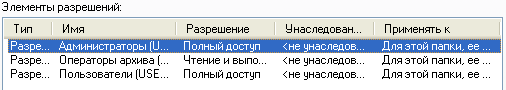 Элементы разрешений:
Тип Имя Разрешение Унаследован... Применять к
Разре... Администраторы (U... Полный доступ <не унаследов... Для этой папки, ее ...
Разре... Операторы архива (... Чтение и выпо... <не унаследов... Для этой папки, ее ...
Разре... Пользователи (USE... Полный доступ <не унаследов... Для этой папки, ее ...